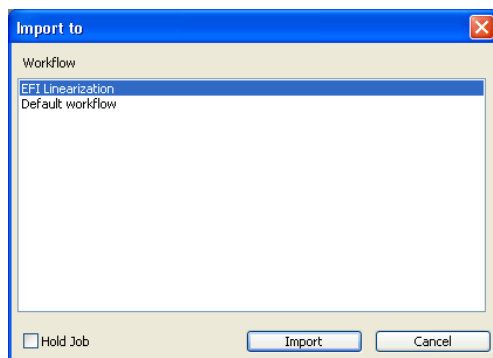 Import to
Workflow
EFI Linearization
Default workflow
Hold Job
Import
Cancel